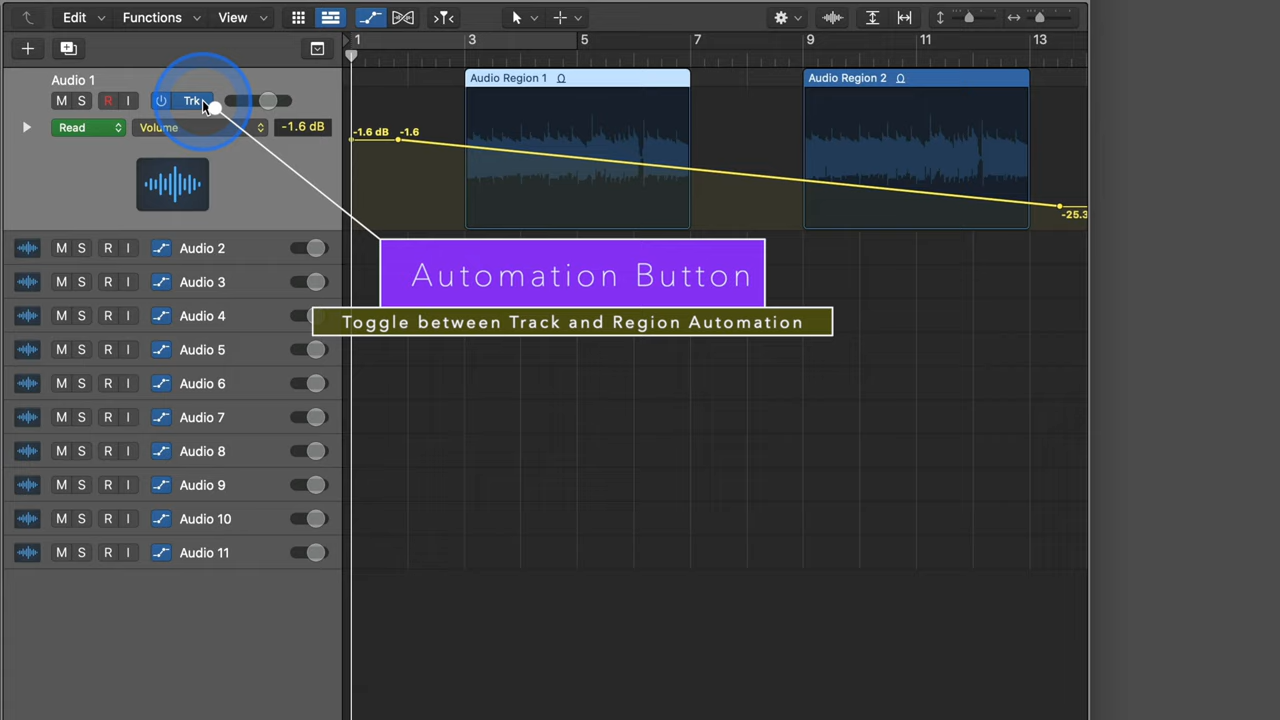 Edit Functions View
1 3 5 7 9 11 13
Audio 1
M S R I Trk
Read Volume -1.6 dB
Audio Region 1
Audio Region 2
-1.6 dB -1.6
-25.3
Automation Button
Toggle between Track and Region Automation
M S R I Audio 2
M S R I Audio 3
M S R I Audio 4
M S R I Audio 5
M S R I Audio 6
M S R I Audio 7
M S R I Audio 8
M S R I Audio 9
M S R I Audio 10
M S R I Audio 11